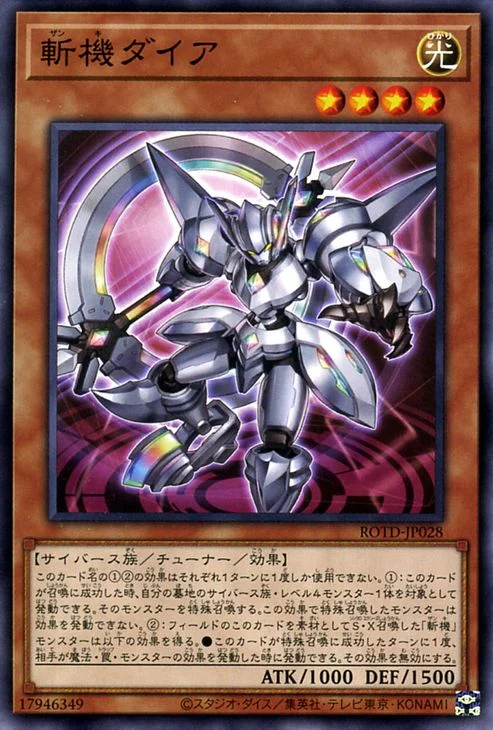 斬機ダイア
光
ROTD-JP028
【サイバース族/チューナー/効果】
このカード名の①②の効果はそれぞれ1ターンに1度しか使用できない。①:このカード
が召喚に成功した時、自分の墓地のサイバース族・レベル4モンスター1体を対象として
発動できる。そのモンスターを特殊召喚する。この効果で特殊召喚したモンスターは
効果を発動できない。②:フィールドのこのカードを素材としてS・X召喚した「斬機」
モンスターは以下の効果を得る。●このカードが特殊召喚に成功したターンに1度、
相手が魔法・罠・モンスターの効果を発動した時に発動できる。その効果を無効にする。
ATK/1000 DEF/1500
17946349 ©スタジオ・ダイス/集英社・テレビ東京・KONAMI